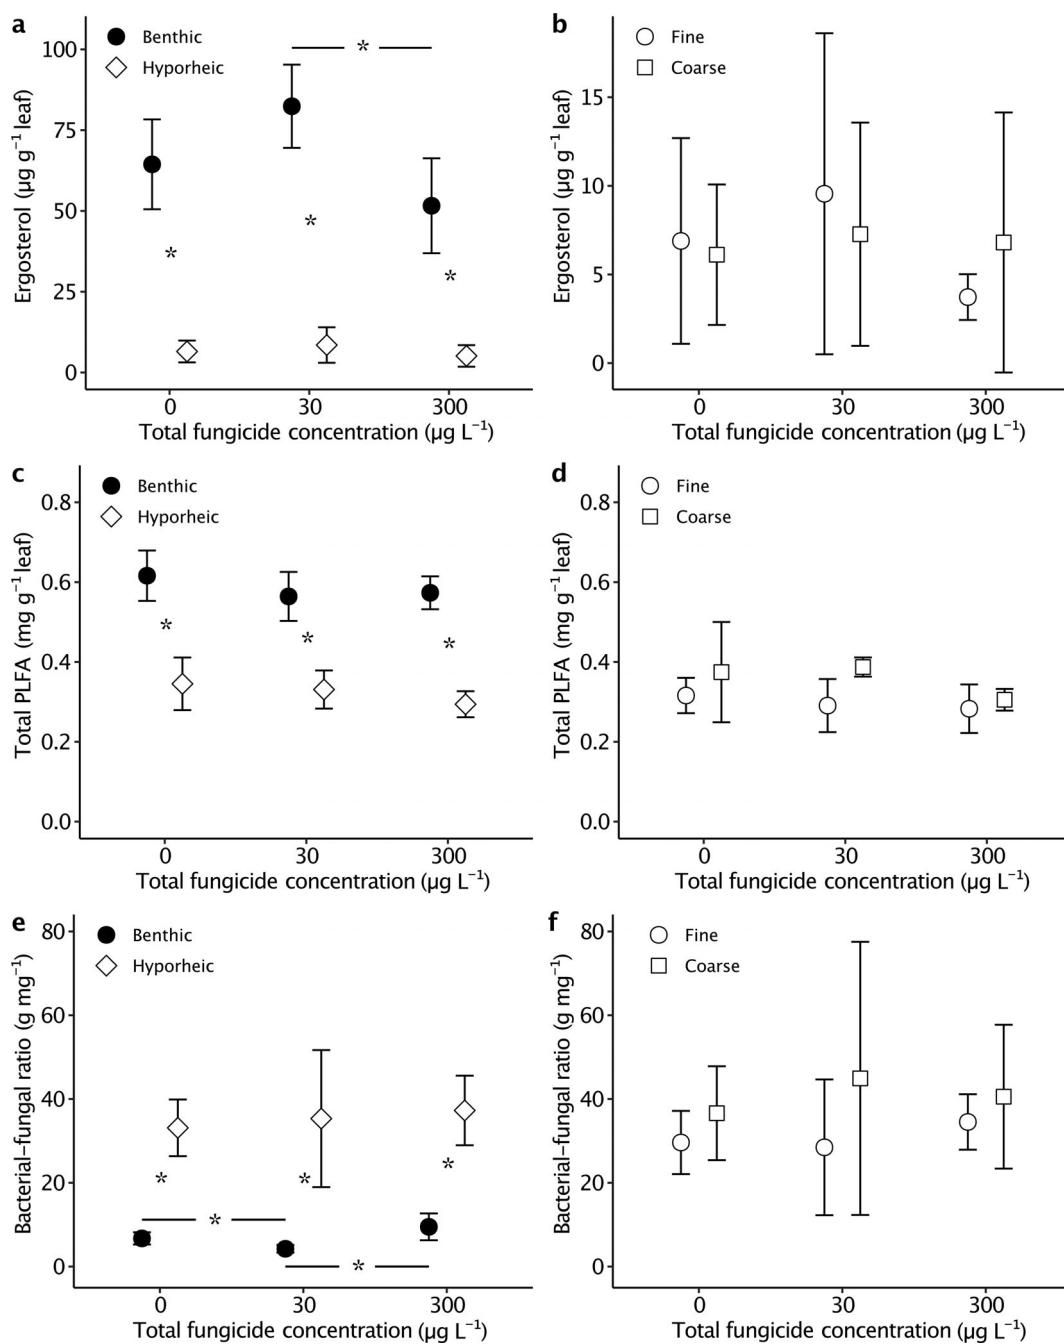 a
Benthic
Hyporheic
*
*
*
*
100
75
50
25
0
Ergosterol (µg g⁻¹ leaf)
0 30 300
Total fungicide concentration (µg L⁻¹)
b
Fine
Coarse
15
10
5
0
Ergosterol (µg g⁻¹ leaf)
0 30 300
Total fungicide concentration (µg L⁻¹)
c
Benthic
Hyporheic
*
*
*
0.8
0.6
0.4
0.2
0.0
Total PLFA (mg g⁻¹ leaf)
0 30 300
Total fungicide concentration (µg L⁻¹)
d
Fine
Coarse
0.8
0.6
0.4
0.2
0.0
Total PLFA (mg g⁻¹ leaf)
0 30 300
Total fungicide concentration (µg L⁻¹)
e
Benthic
Hyporheic
*
*
*
*
*
80
60
40
20
0
Bacterial–fungal ratio (g mg⁻¹)
0 30 300
Total fungicide concentration (µg L⁻¹)
f
Fine
Coarse
80
60
40
20
0
Bacterial–fungal ratio (g mg⁻¹)
0 30 300
Total fungicide concentration (µg L⁻¹)